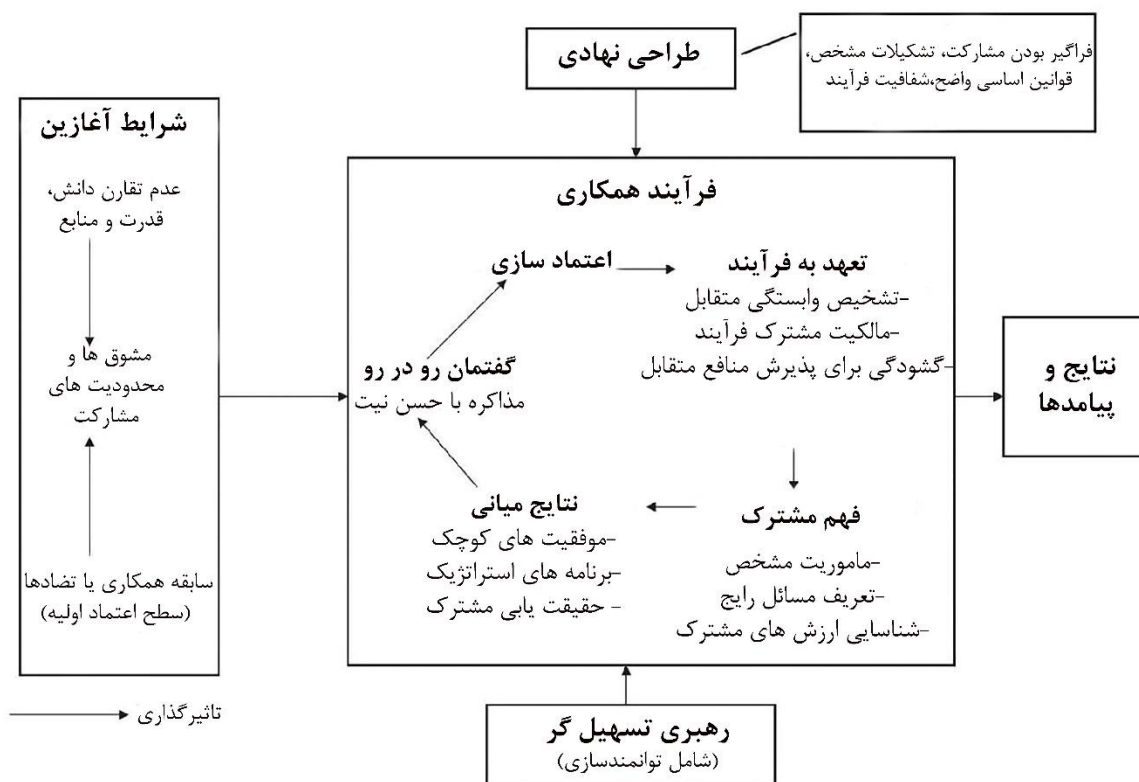 طراحی نهادی
فراگیر بودن مشارکت، تشکیلات مشخص،
قوانین اساسی واضح،شفافیت فرآیند
شرایط آغازین
عدم تقارن دانش،
قدرت و منابع
مشوق ها و
محدودیت های
مشارکت
سابقه همکاری یا تضادها
(سطح اعتماد اولیه)
فرآیند همکاری
اعتماد سازی
تعهد به فرآیند
-تشخیص وابستگی متقابل
-مالکیت مشترک فرآیند
-گشودگی برای پذیرش منافع متقابل
گفتمان رو در رو
مذاکره با حسن نیت
فهم مشترک
-ماموریت مشخص
-تعریف مسائل رایج
-شناسایی ارزش های مشترک
نتایج میانی
-موفقیت های کوچک
-برنامه های استراتژیک
- حقیقت یابی مشترک
نتایج و
پیامدها
رهبری تسهیل گر
(شامل توانمندسازی)
تاثیرگذاری